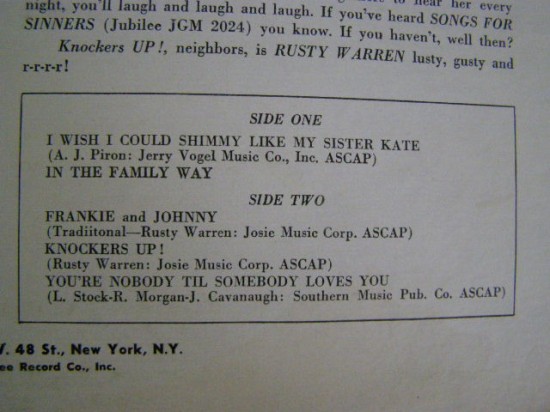 to hear her every
night, you'll laugh and laugh and laugh. If you've heard SONGS FOR
SINNERS (Jubilee JGM 2024) you know. If you haven't, well then?
Knockers UP!, neighbors, is RUSTY WARREN lusty, gusty and
r-r-r-r!
SIDE ONE
I WISH I COULD SHIMMY LIKE MY SISTER KATE
(A. J. Piron: Jerry Vogel Music Co., Inc. ASCAP)
IN THE FAMILY WAY
SIDE TWO
FRANKIE and JOHNNY
(Tradiitonal—Rusty Warren: Josie Music Corp. ASCAP)
KNOCKERS UP!
(Rusty Warren: Josie Music Corp. ASCAP)
YOU'RE NOBODY TIL SOMEBODY LOVES YOU
(L. Stock-R. Morgan-J. Cavanaugh: Southern Music Pub. Co. ASCAP)
. 48 St., New York, N.Y.
ee Record Co., Inc.